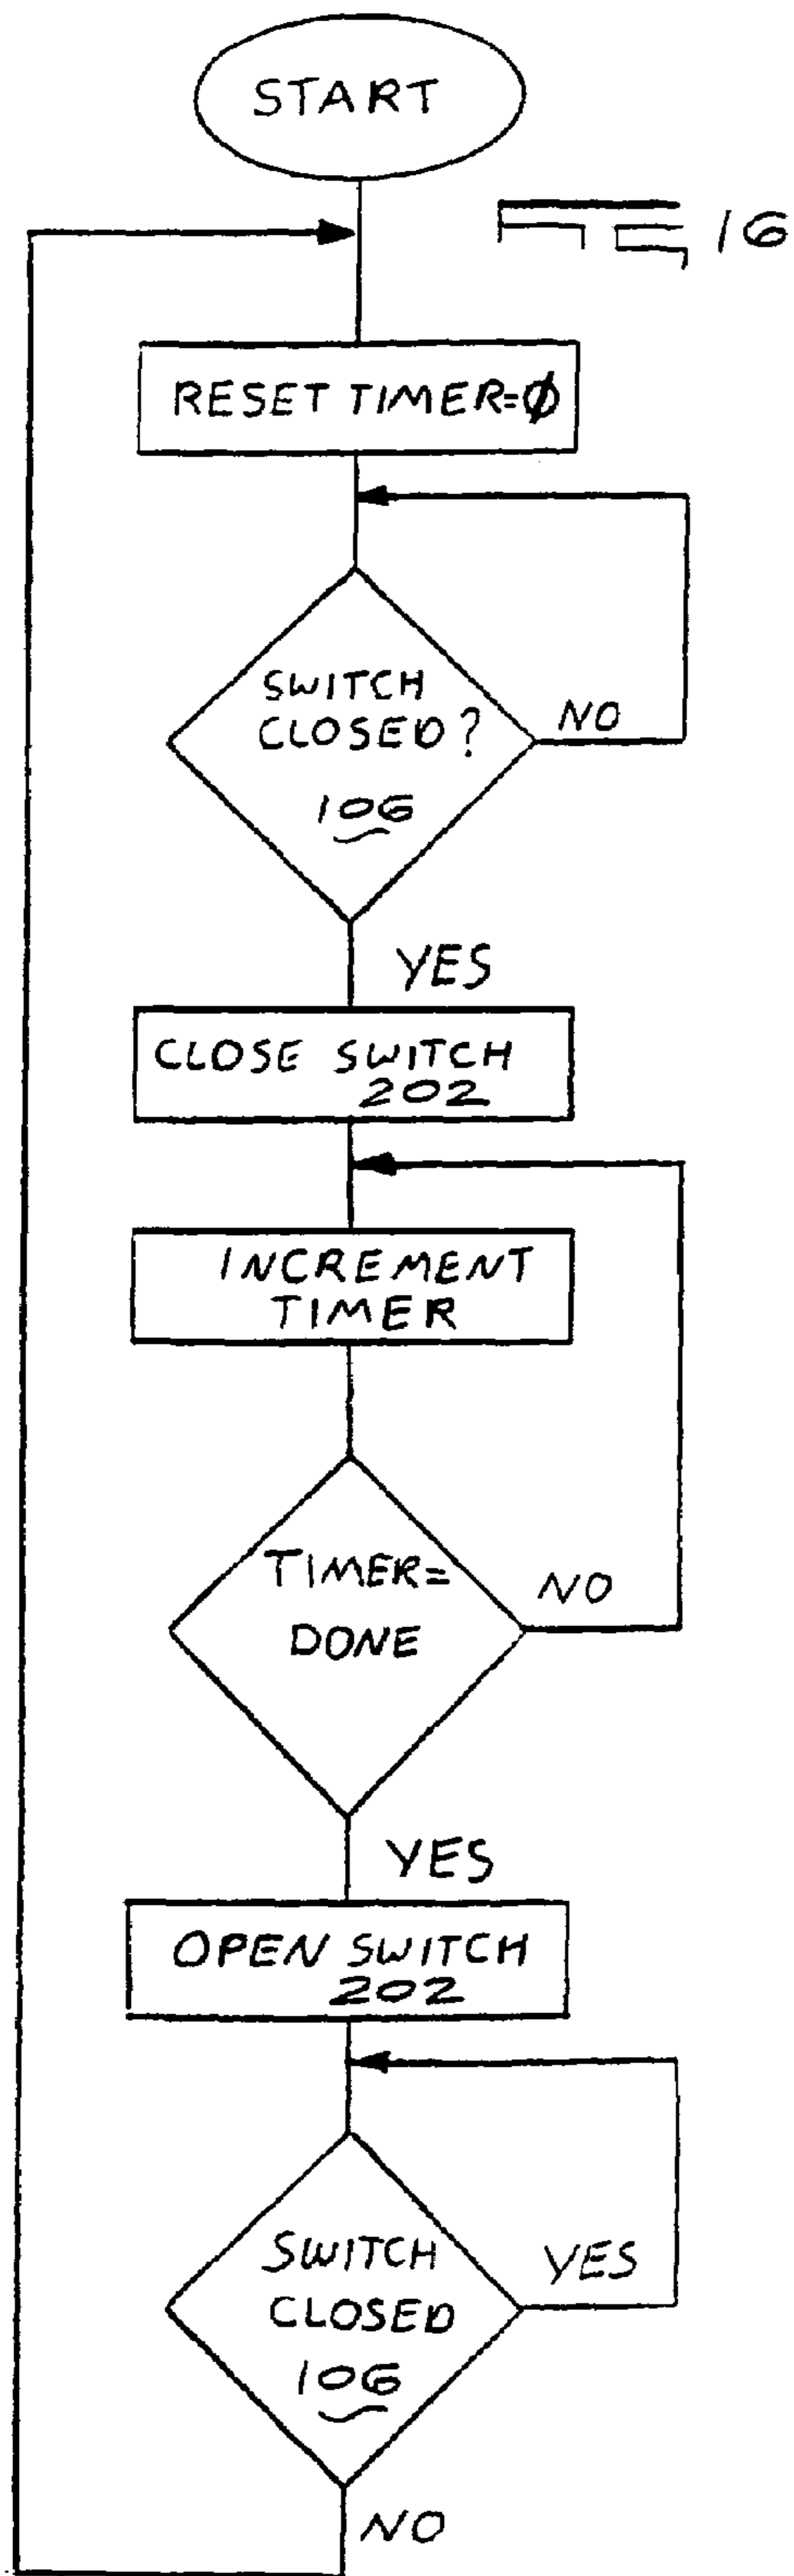 START
FIG 16
RESET TIMER=Ø
SWITCH
CLOSED?
NO
106
YES
CLOSE SWITCH
202
INCREMENT
TIMER
TIMER=
DONE
NO
YES
OPEN SWITCH
202
SWITCH
CLOSED
YES
106
NO